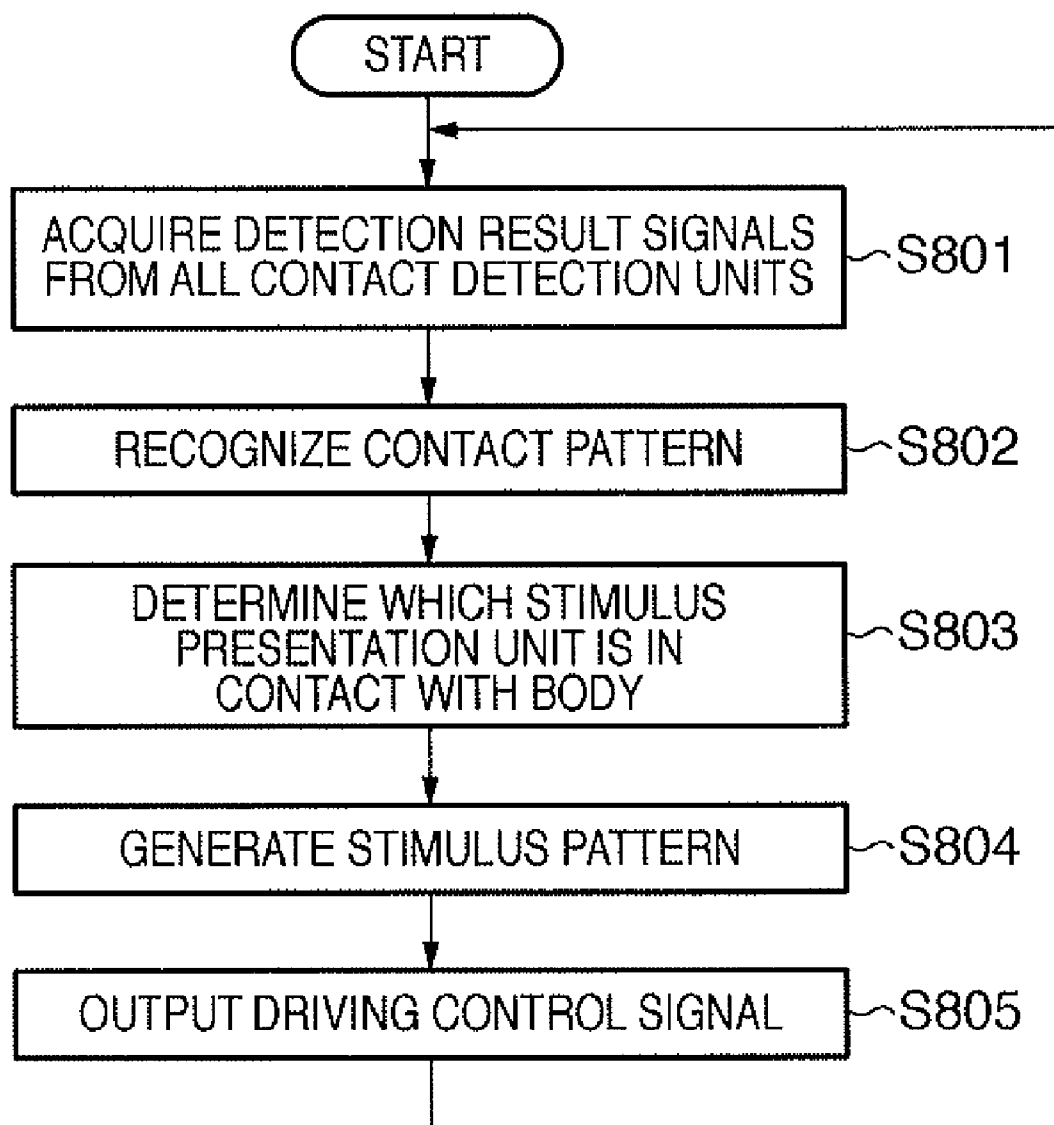 START
ACQUIRE DETECTION RESULT SIGNALS
FROM ALL CONTACT DETECTION UNITS
S801
RECOGNIZE CONTACT PATTERN
S802
DETERMINE WHICH STIMULUS
PRESENTATION UNIT IS IN
CONTACT WITH BODY
S803
GENERATE STIMULUS PATTERN
S804
OUTPUT DRIVING CONTROL SIGNAL
S805